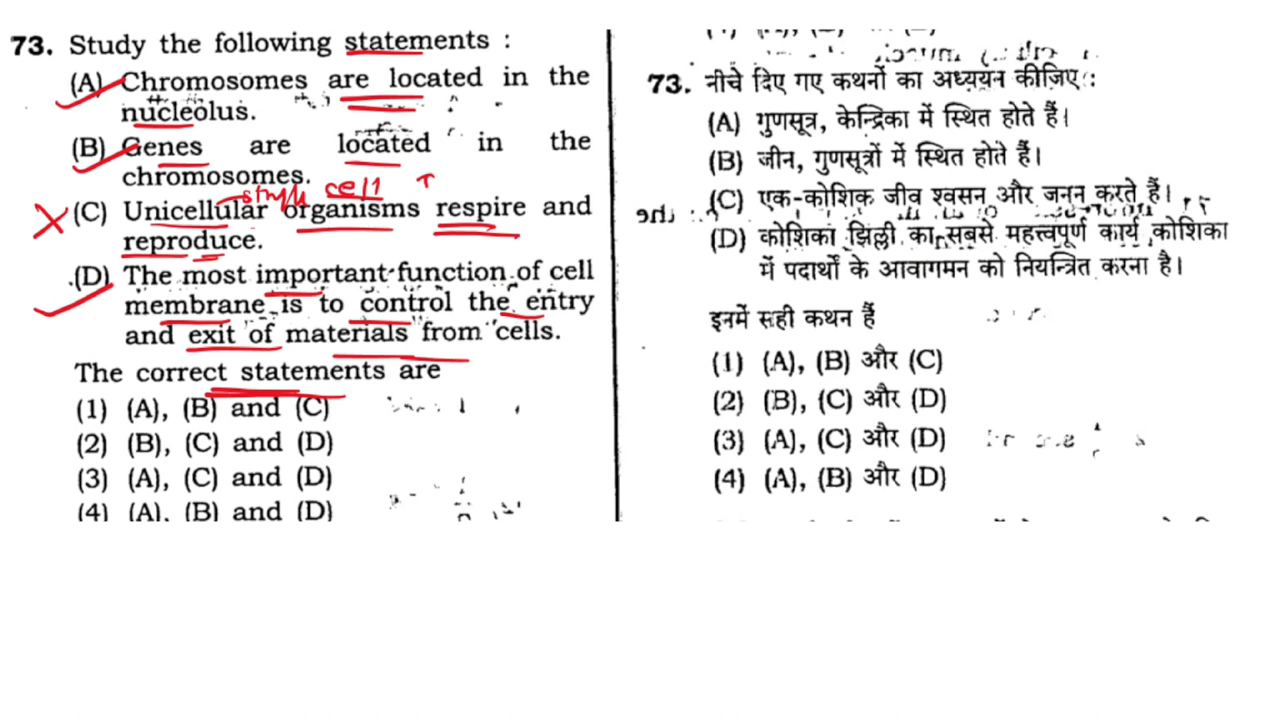 73. Study the following statements :
(A) Chromosomes are located in the
nucleolus.
(B) Genes are located in the
chromosomes.
cell
(C) Unicellular organisms respire and
reproduce.
(D) The most important function of cell
membrane is to control the entry
and exit of materials from cells.
The correct statements are
(1) (A), (B) and (C)
(2) (B), (C) and (D)
(3) (A), (C) and (D)
(4) (A), (B) and (D)
73. नीचे दिए गए कथनों का अध्ययन कीजिए :
(A) गुणसूत्र, केन्द्रिका में स्थित होते हैं।
(B) जीन, गुणसूत्रों में स्थित होते हैं।
(C) एक-कोशिक जीव श्वसन और जनन करते हैं।
(D) कोशिका झिल्ली का सबसे महत्त्वपूर्ण कार्य कोशिका
में पदार्थों के आवागमन को नियन्त्रित करना है।
इनमें सही कथन हैं
(1) (A), (B) और (C)
(2) (B), (C) और (D)
(3) (A), (C) और (D)
(4) (A), (B) और (D)